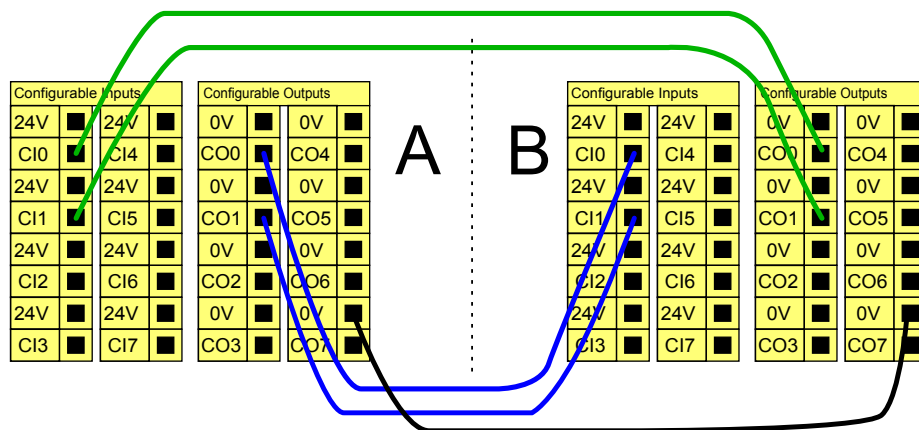 Configurable Inputs Configurable Outputs Configurable Inputs Configurable Outputs
24V 24V 0V 0V A B 24V 24V 0V 0V
CI0 CI4 CO0 CO4 CI0 CI4 CO0 CO4
24V 24V 0V 0V 24V 24V 0V 0V
CI1 CI5 CO1 CO5 CI1 CI5 CO1 CO5
24V 24V 0V 0V 24V 24V 0V 0V
CI2 CI6 CO2 CO6 CI2 CI6 CO2 CO6
24V 24V 0V 0V 24V 24V 0V 0V
CI3 CI7 CO3 CO7 CI3 CI7 CO3 CO7